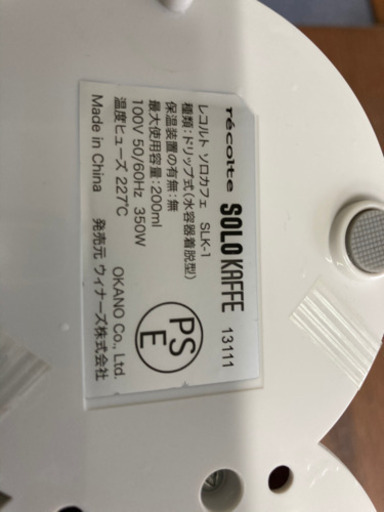 récolte SOLO KAFFE 13111
レコルト ソロカフェ SLK-1
種類：ドリップ式(水容器着脱型)
保温装置の有無：無
最大使用容量：200ml
100V 50/60Hz 350W
温度ヒューズ 227℃
Made in China
PS
E
OKANO Co., Ltd.
発売元 ウィナーズ株式会社